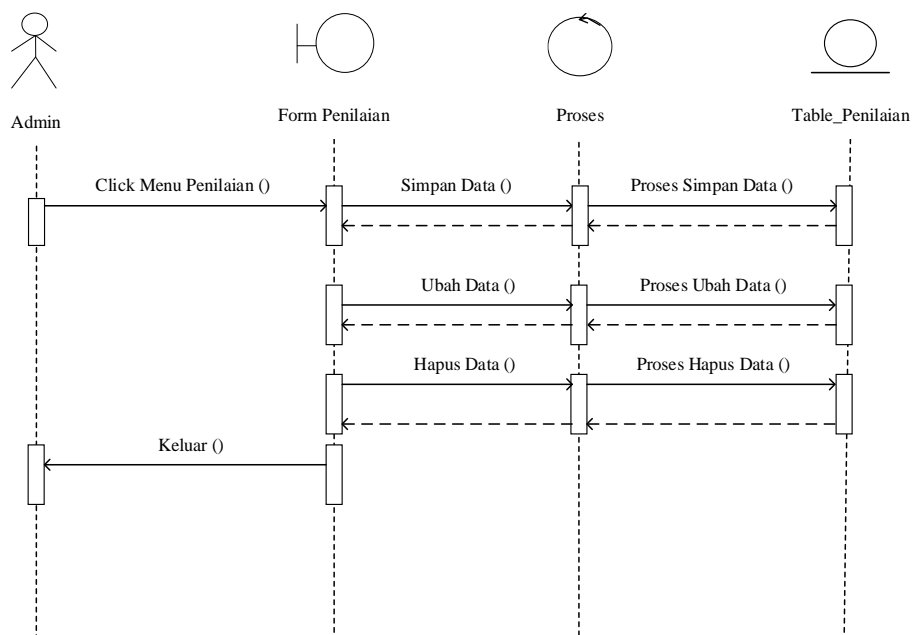 Admin
Form Penilaian
Proses
Table_Penilaian
Click Menu Penilaian ()
Simpan Data ()
Proses Simpan Data ()
Ubah Data ()
Proses Ubah Data ()
Hapus Data ()
Proses Hapus Data ()
Keluar ()